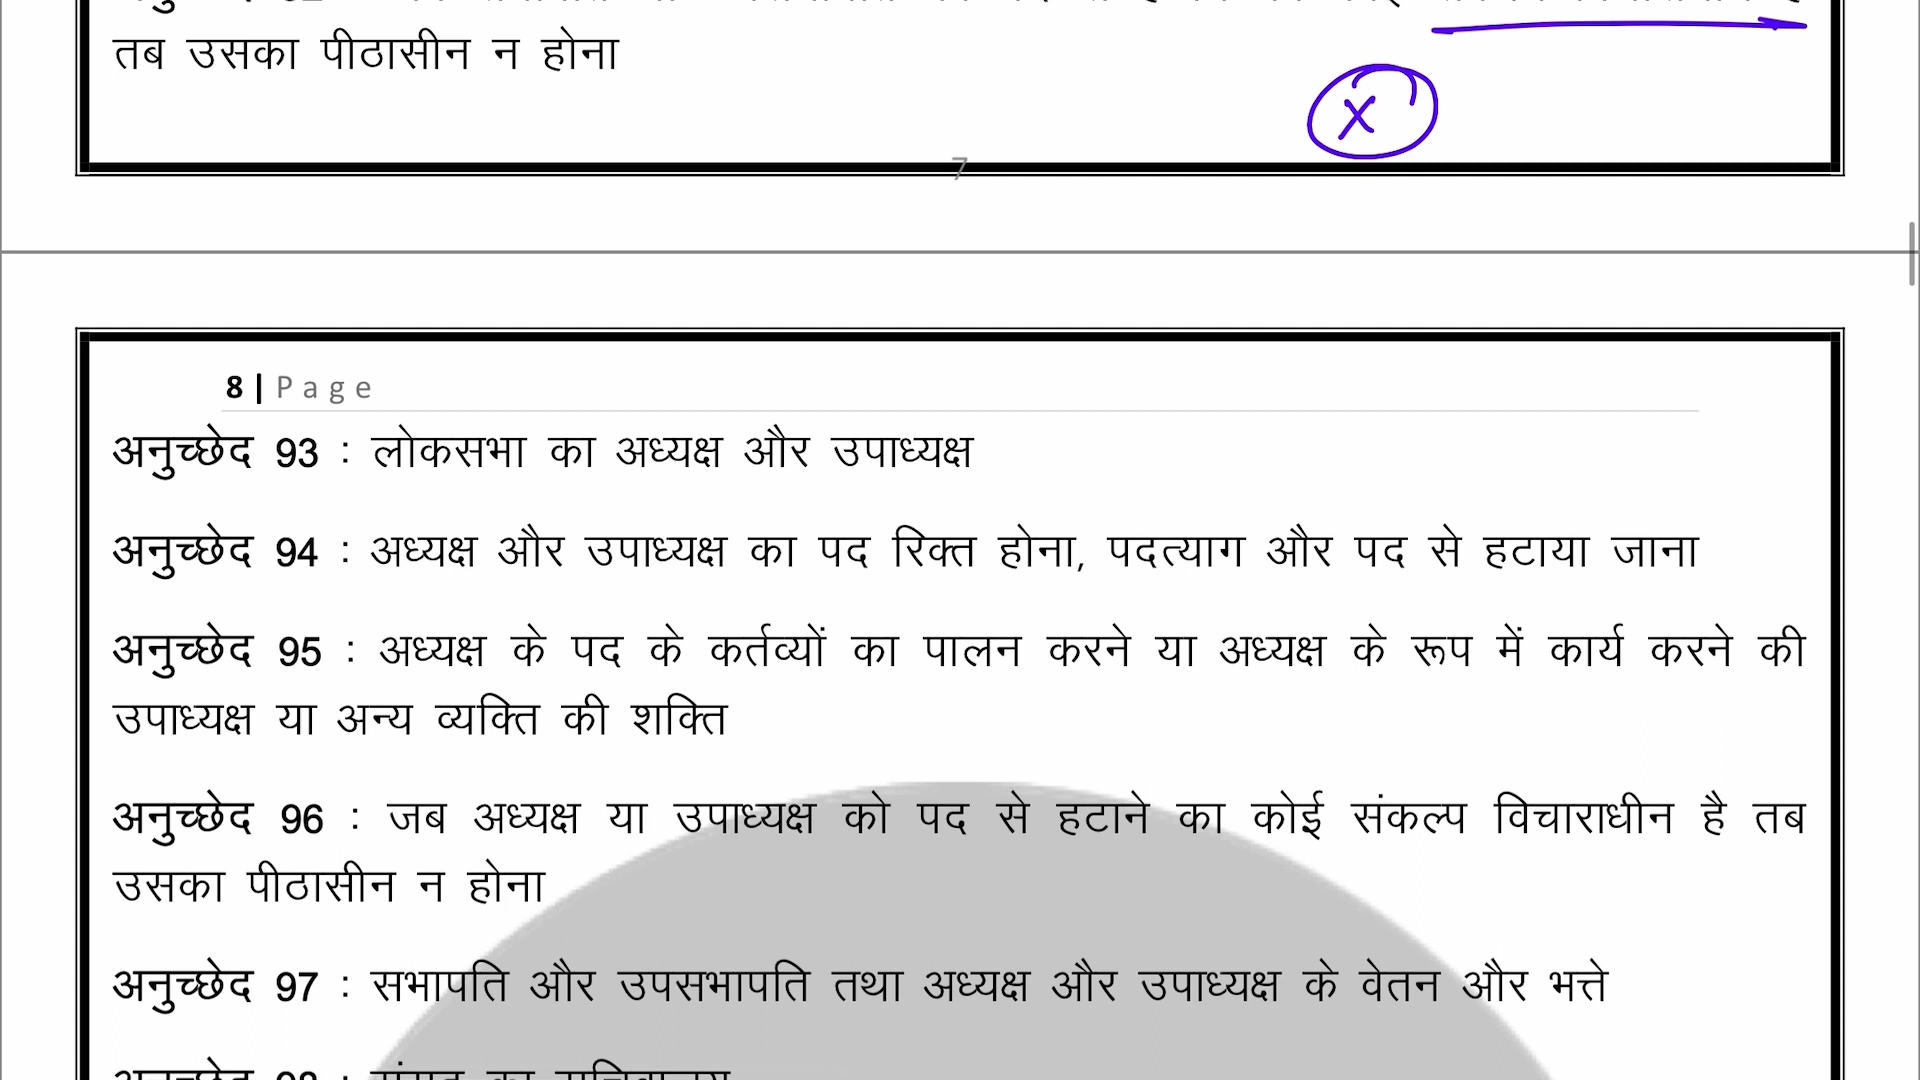 तब उसका पीठासीन न होना
x
7
8 | Page
अनुच्छेद 93 : लोकसभा का अध्यक्ष और उपाध्यक्ष
अनुच्छेद 94 : अध्यक्ष और उपाध्यक्ष का पद रिक्त होना, पदत्याग और पद से हटाया जाना
अनुच्छेद 95 : अध्यक्ष के पद के कर्तव्यों का पालन करने या अध्यक्ष के रूप में कार्य करने की
उपाध्यक्ष या अन्य व्यक्ति की शक्ति
अनुच्छेद 96 : जब अध्यक्ष या उपाध्यक्ष को पद से हटाने का कोई संकल्प विचाराधीन है तब
उसका पीठासीन न होना
अनुच्छेद 97 : सभापति और उपसभापति तथा अध्यक्ष और उपाध्यक्ष के वेतन और भत्ते